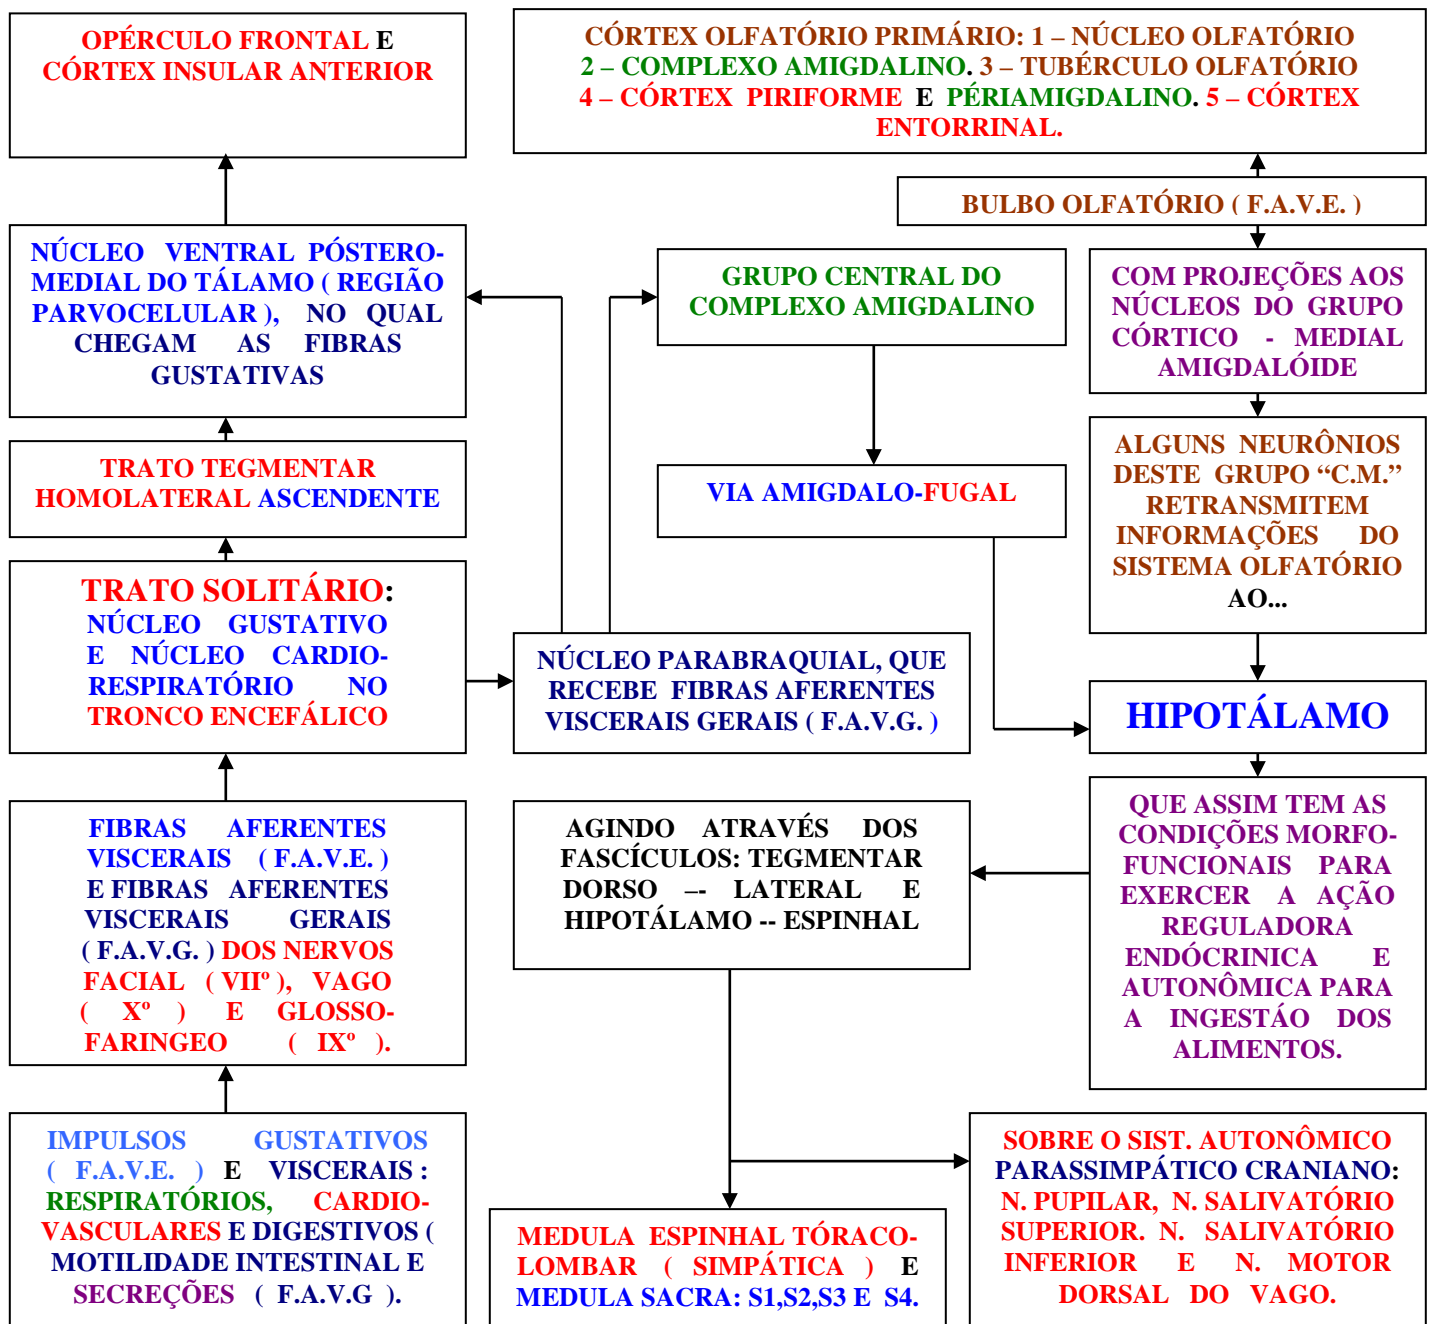 OPÉRCULO FRONTAL E
CÓRTEX INSULAR ANTERIOR
CÓRTEX OLFATÓRIO PRIMÁRIO: 1 – NÚCLEO OLFATÓRIO
2 – COMPLEXO AMIGDALINO. 3 – TUBÉRCULO OLFATÓRIO
4 – CÓRTEX PIRIFORME E PÉRIAMIGDALINO. 5 – CÓRTEX
ENTORRINAL.
BULBO OLFATÓRIO ( F.A.V.E. )
NÚCLEO VENTRAL PÓSTERO-
MEDIAL DO TÁLAMO ( REGIÃO
PARVOCELULAR ), NO QUAL
CHEGAM AS FIBRAS
GUSTATIVAS
GRUPO CENTRAL DO
COMPLEXO AMIGDALINO
COM PROJEÇÕES AOS
NÚCLEOS DO GRUPO
CÓRTICO - MEDIAL
AMIGDALÓIDE
TRATO TEGMENTAR
HOMOLATERAL ASCENDENTE
VIA AMIGDALO-FUGAL
ALGUNS NEURÔNIOS
DESTE GRUPO “C.M.”
RETRANSMITEM
INFORMAÇÕES DO
SISTEMA OLFATÓRIO
AO...
TRATO SOLITÁRIO:
NÚCLEO GUSTATIVO
E NÚCLEO CARDIO-
RESPIRATÓRIO NO
TRONCO ENCEFÁLICO
NÚCLEO PARABRAQUIAL, QUE
RECEBE FIBRAS AFERENTES
VISCERAIS GERAIS ( F.A.V.G. )
HIPOTÁLAMO
FIBRAS AFERENTES
VISCERAIS ( F.A.V.E. )
E FIBRAS AFERENTES
VISCERAIS GERAIS
( F.A.V.G. ) DOS NERVOS
FACIAL ( VIIº ), VAGO
( Xº ) E GLOSSO-
FARINGEO ( IXº ).
AGINDO ATRAVÉS DOS
FASCÍCULOS: TEGMENTAR
DORSO –- LATERAL E
HIPOTÁLAMO -- ESPINHAL
QUE ASSIM TEM AS
CONDIÇÕES MORFO-
FUNCIONAIS PARA
EXERCER A AÇÃO
REGULADORA
ENDÓCRINICA E
AUTONÔMICA PARA
A INGESTÁO DOS
ALIMENTOS.
IMPULSOS GUSTATIVOS
( F.A.V.E. ) E VISCERAIS :
RESPIRATÓRIOS, CARDIO-
VASCULARES E DIGESTIVOS (
MOTILIDADE INTESTINAL E
SECREÇÕES ( F.A.V.G ).
MEDULA ESPINHAL TÓRACO-
LOMBAR ( SIMPÁTICA ) E
MEDULA SACRA: S1,S2,S3 E S4.
SOBRE O SIST. AUTONÔMICO
PARASSIMPÁTICO CRANIANO:
N. PUPILAR, N. SALIVATÓRIO
SUPERIOR. N. SALIVATÓRIO
INFERIOR E N. MOTOR
DORSAL DO VAGO.